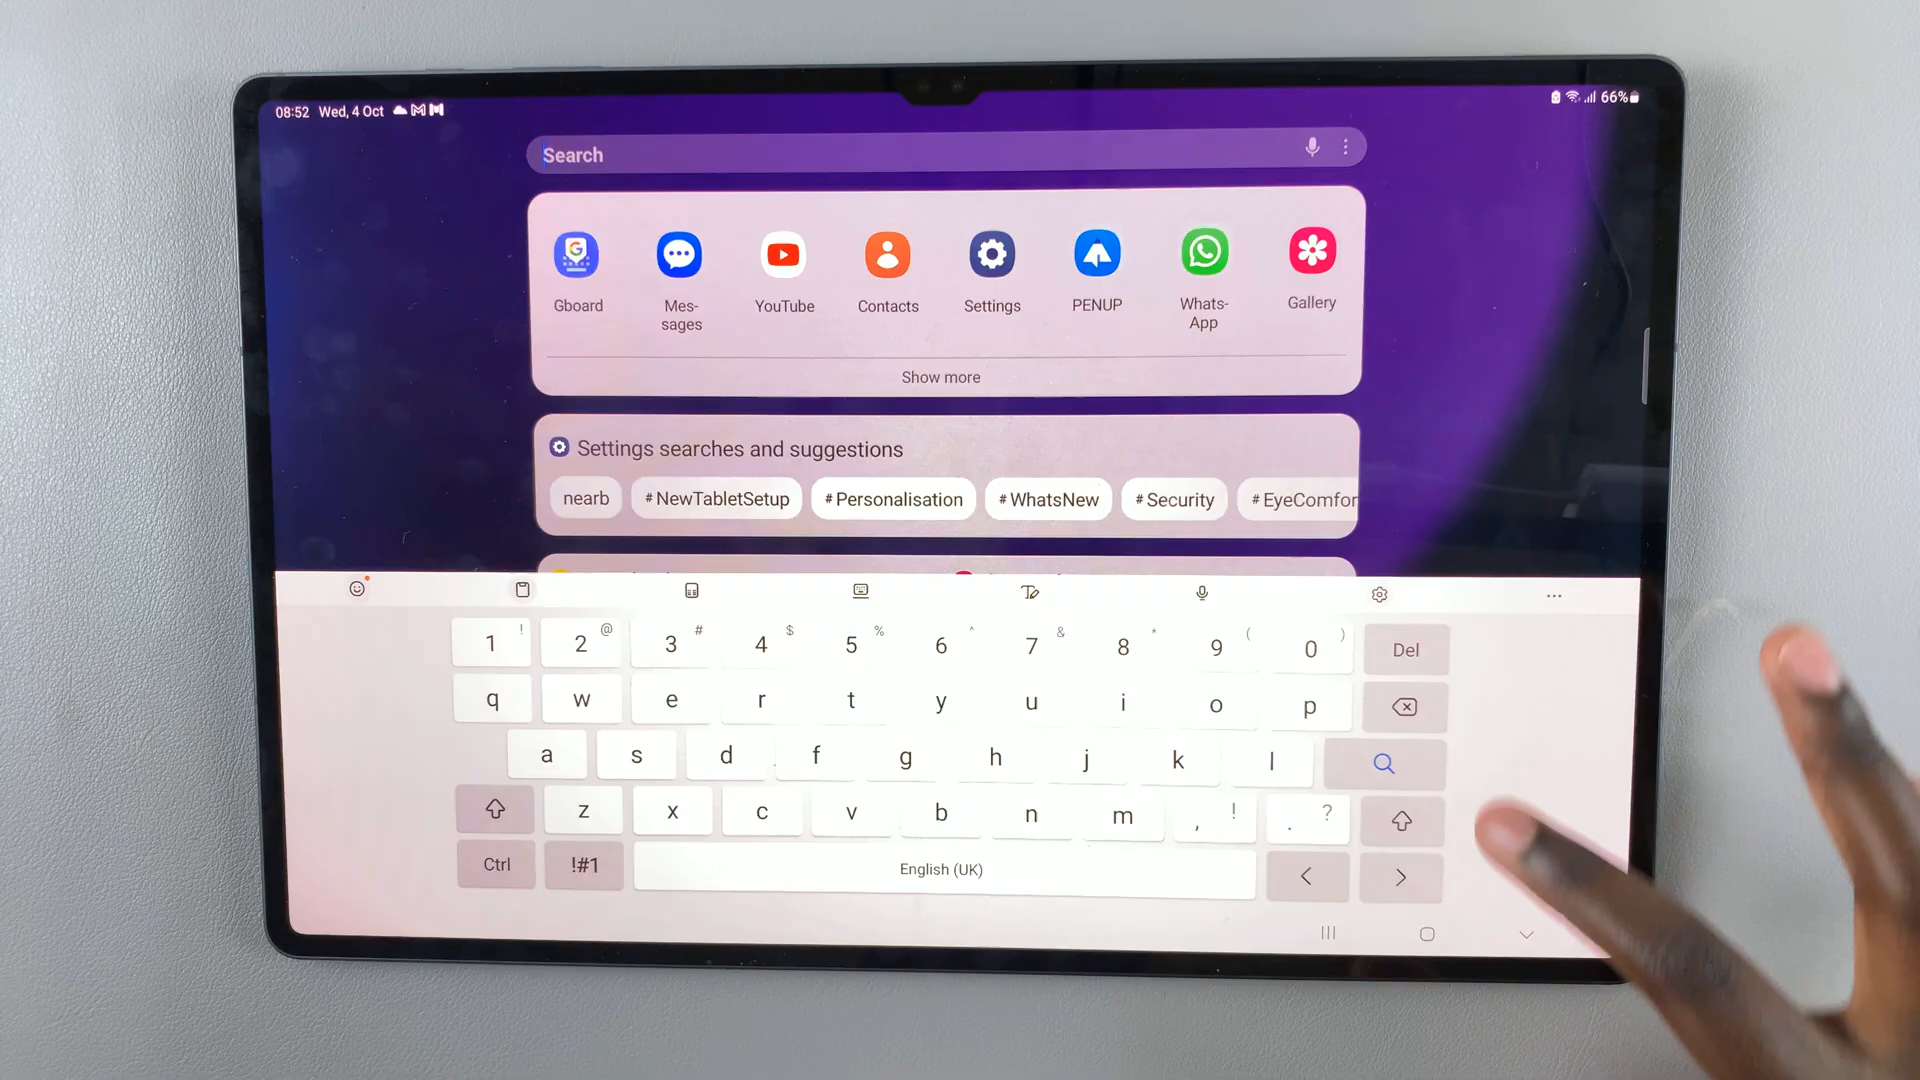 08:52 Wed, 4 Oct
66%
Search
Gboard
Mes-
sages
YouTube
Contacts
Settings
PENUP
Whats-
App
Gallery
Show more
Settings searches and suggestions
nearb
#NewTabletSetup
#Personalisation
#WhatsNew
#Security
#EyeComfor
1 ! 2 @ 3 # 4 $ 5 % 6 ^ 7 & 8 * 9 ( 0 ) Del
q w e r t y u i o p
a s d f g h j k l
z x c v b n m , ! . ?
Ctrl !#1 English (UK) < >